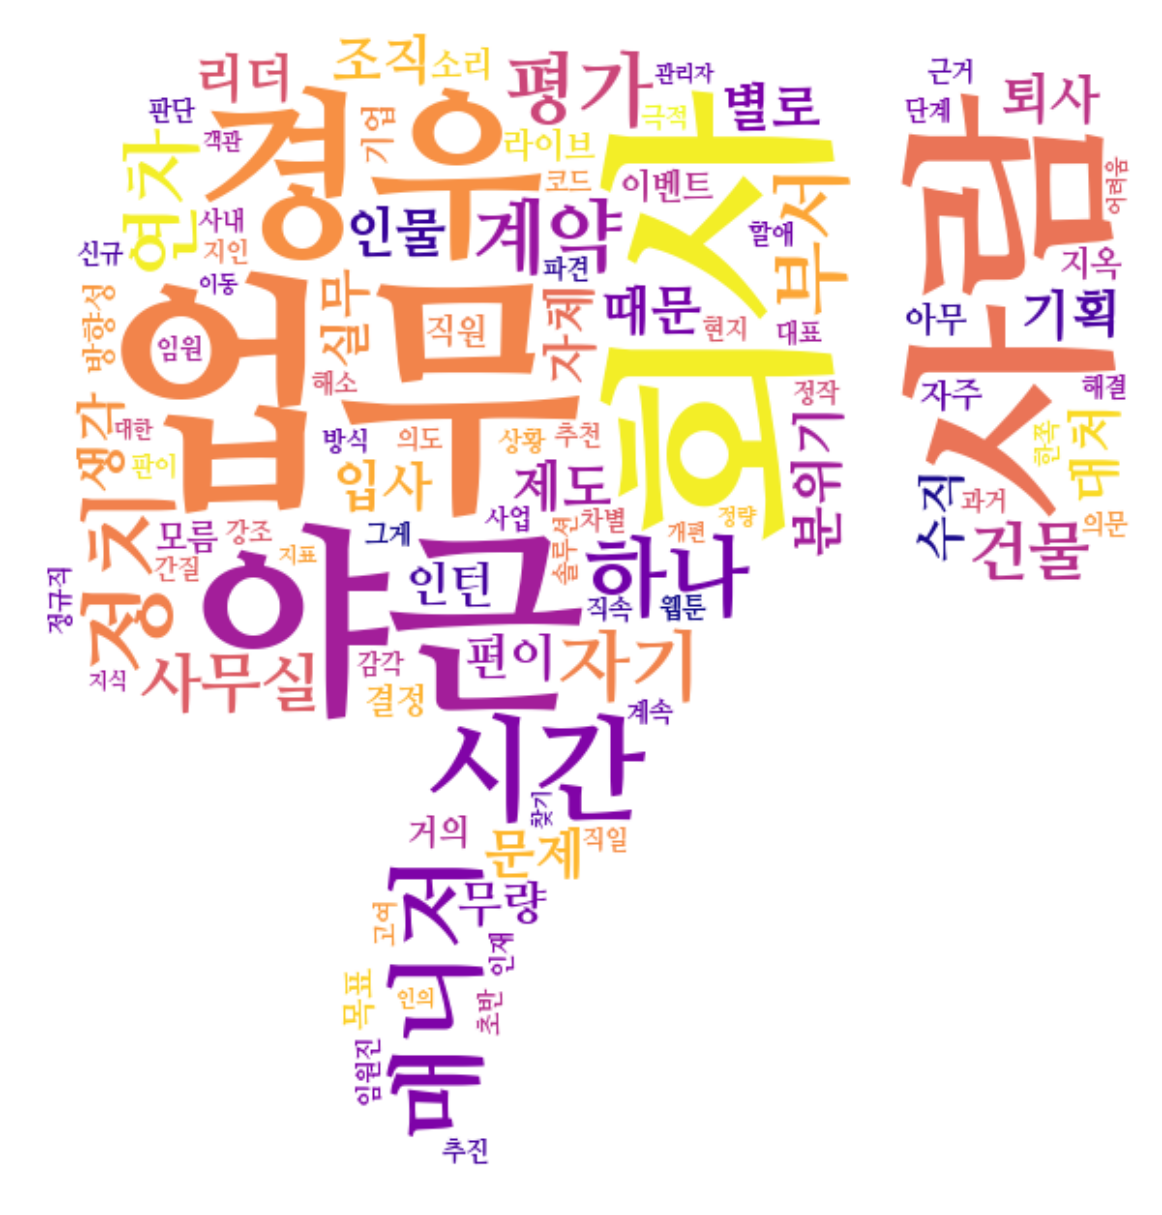 조직
소리
리더
평가
관리자
근거
퇴사
판단
객관
기업
경우
라이브
극적
별로
단계
사람
어려움
연차
코드
이벤트
회사
사내
지인
인물
계약
할애
부서
신규
이동
파견
지옥
방향성
업무
실무
직원
자체
때문
현지
대표
아무
기획
임원
해소
정작
자주
해결
생각
대한
판이
방식
의도
상황
추천
분위기
한쪽
대처
입사
제도
수직
과거
정치
모름
강조
그게
사업
솔루션
차별
개편
정량
건물
의문
간질
지표
야근
인턴
하나
정규직
직속
웹툰
지식
사무실
감각
편이
자기
결정
시간
계속
찾기
거의
문제
직일
매니저
무량
고여
인재
목표
인의
초반
임원진
추진